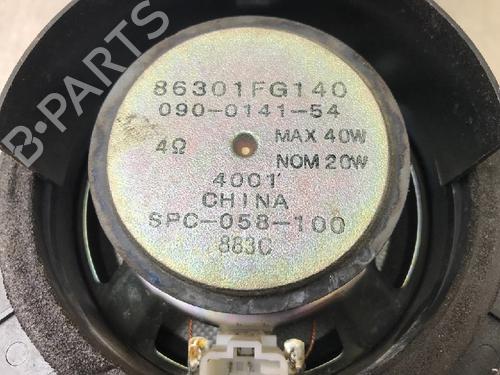 86301FG140
090-0141-54
4Ω MAX 40W
NOM 20W
4001
CHINA
SPC-058-100
883C
B-Parts